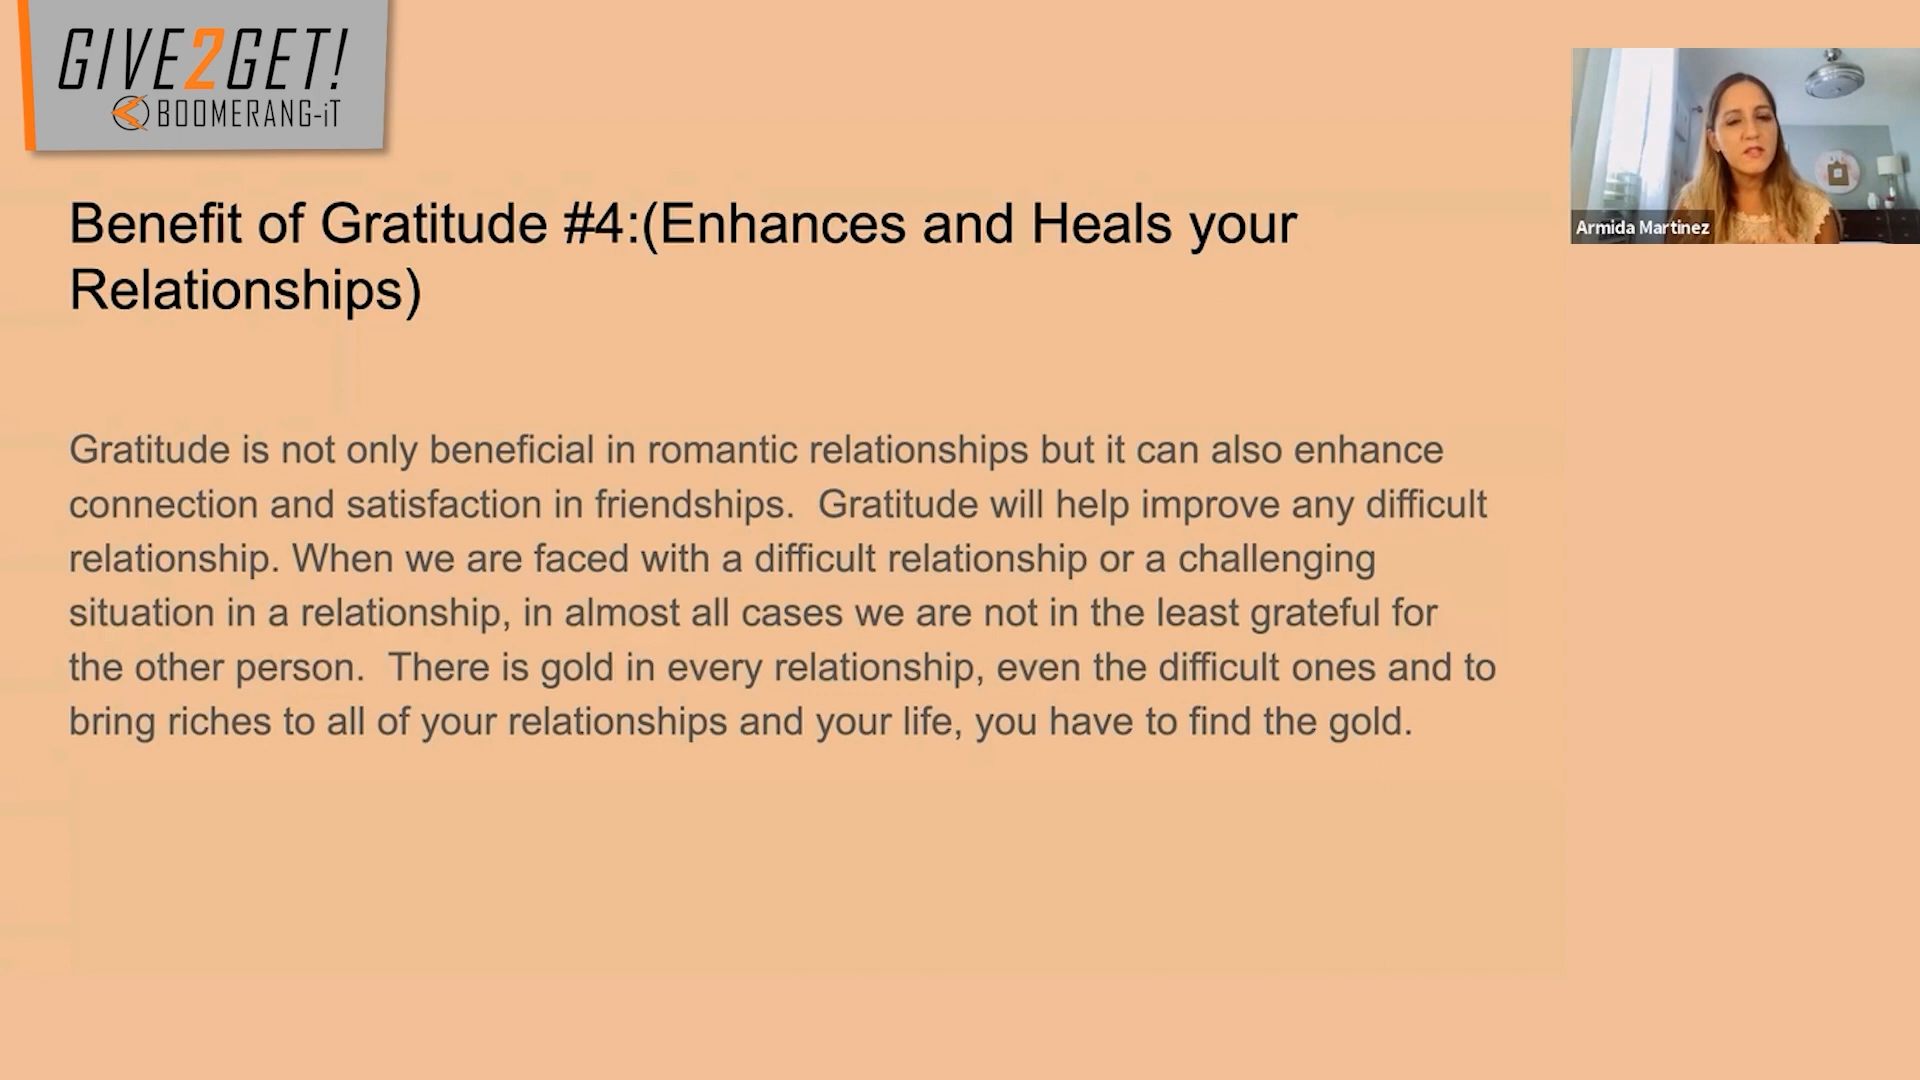 GIVE2GET!
BOOMERANG-iT
Armida Martinez
Benefit of Gratitude #4:(Enhances and Heals your
Relationships)
Gratitude is not only beneficial in romantic relationships but it can also enhance
connection and satisfaction in friendships.  Gratitude will help improve any difficult
relationship. When we are faced with a difficult relationship or a challenging
situation in a relationship, in almost all cases we are not in the least grateful for
the other person.  There is gold in every relationship, even the difficult ones and to
bring riches to all of your relationships and your life, you have to find the gold.